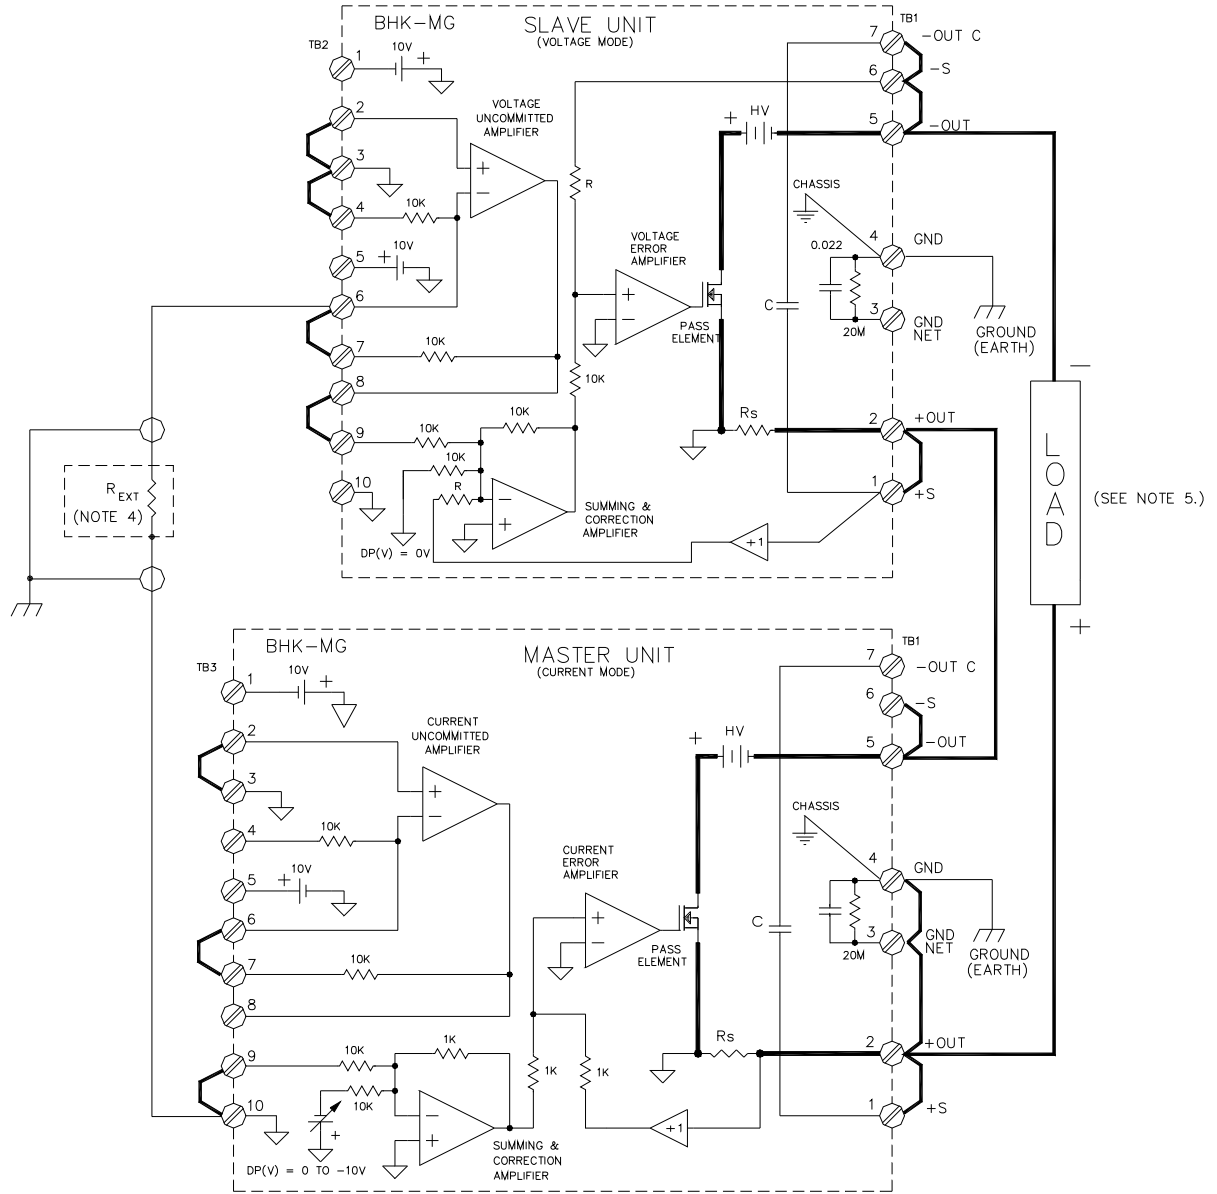 BHK-MG
SLAVE UNIT
(VOLTAGE MODE)
TB2
TB1
1
10V
+
2
3
4
10K
5
+
10V
6
7
10K
8
9
10K
10K
10K
R
10
DP(V) = 0V
VOLTAGE
UNCOMMITTED
AMPLIFIER
+
−
R
10K
VOLTAGE
ERROR
AMPLIFIER
+
−
PASS
ELEMENT
−
+
SUMMING &
CORRECTION
AMPLIFIER
+1
+
HV
C
Rs
7
-OUT C
6
-S
5
-OUT
CHASSIS
4
GND
0.022
20M
3
GND
NET
GROUND
(EARTH)
2
+OUT
1
+S
−
LOAD
+
(SEE NOTE 5.)
REXT
(NOTE 4)
BHK-MG
MASTER UNIT
(CURRENT MODE)
TB3
TB1
1
10V
+
2
3
4
10K
5
+
10V
6
7
10K
8
9
10K
1K
10K
10
+
DP(V) = 0 TO -10V
CURRENT
UNCOMMITTED
AMPLIFIER
+
−
CURRENT
ERROR
AMPLIFIER
+
−
PASS
ELEMENT
1K
1K
−
+
SUMMING &
CORRECTION
AMPLIFIER
+1
+
HV
C
Rs
7
-OUT C
6
-S
5
-OUT
CHASSIS
4
GND
20M
3
GND
NET
GROUND
(EARTH)
2
+OUT
1
+S